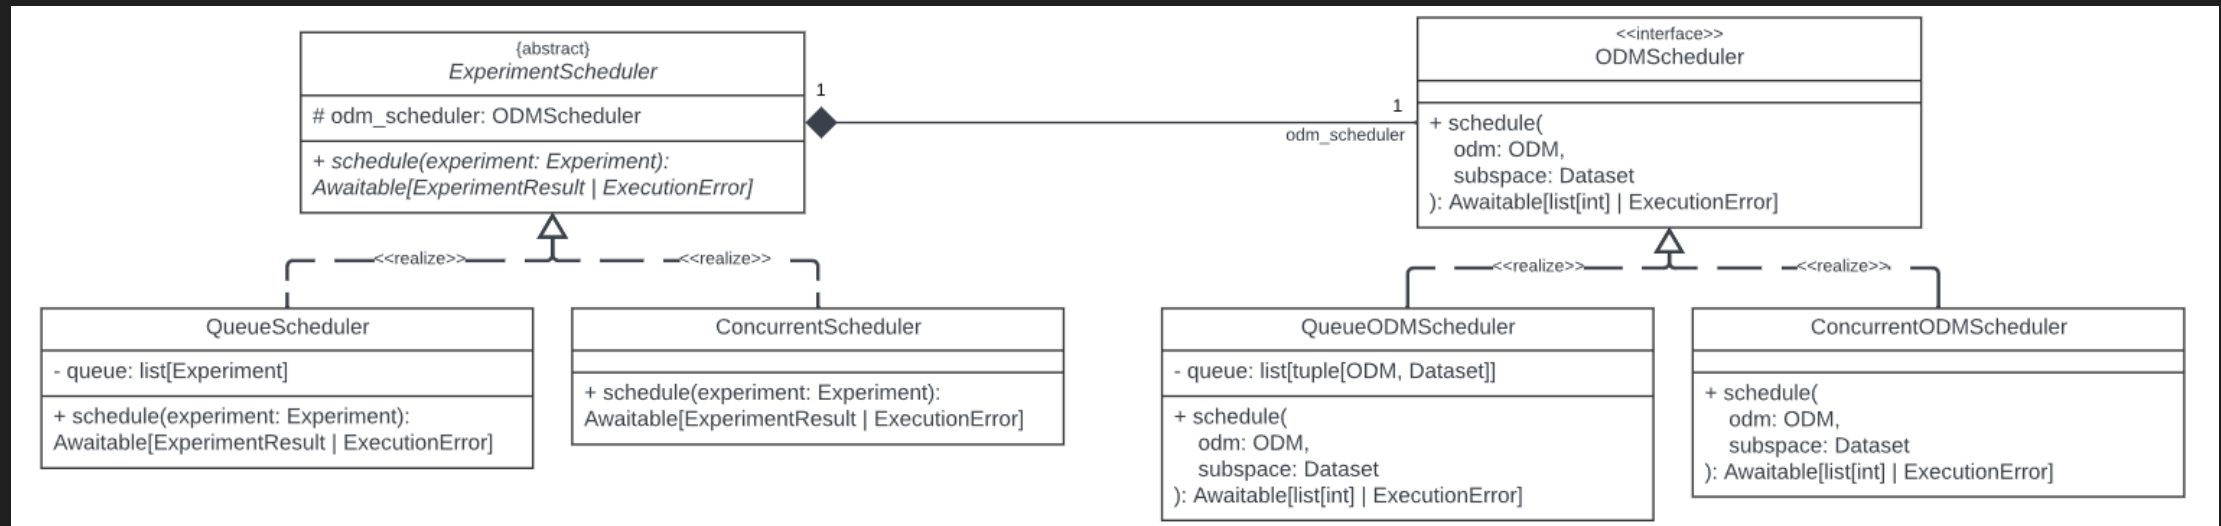 {abstract}
ExperimentScheduler
# odm_scheduler: ODMScheduler
+ schedule(experiment: Experiment):
Awaitable[ExperimentResult | ExecutionError]
1
1
odm_scheduler
<<interface>>
ODMScheduler
+ schedule(
odm: ODM,
subspace: Dataset
): Awaitable[list[int] | ExecutionError]
<<realize>>
<<realize>>
<<realize>>
<<realize>>
QueueScheduler
- queue: list[Experiment]
+ schedule(experiment: Experiment):
Awaitable[ExperimentResult | ExecutionError]
ConcurrentScheduler
+ schedule(experiment: Experiment):
Awaitable[ExperimentResult | ExecutionError]
QueueODMScheduler
- queue: list[tuple[ODM, Dataset]]
+ schedule(
odm: ODM,
subspace: Dataset
): Awaitable[list[int] | ExecutionError]
ConcurrentODMScheduler
+ schedule(
odm: ODM,
subspace: Dataset
): Awaitable[list[int] | ExecutionError]